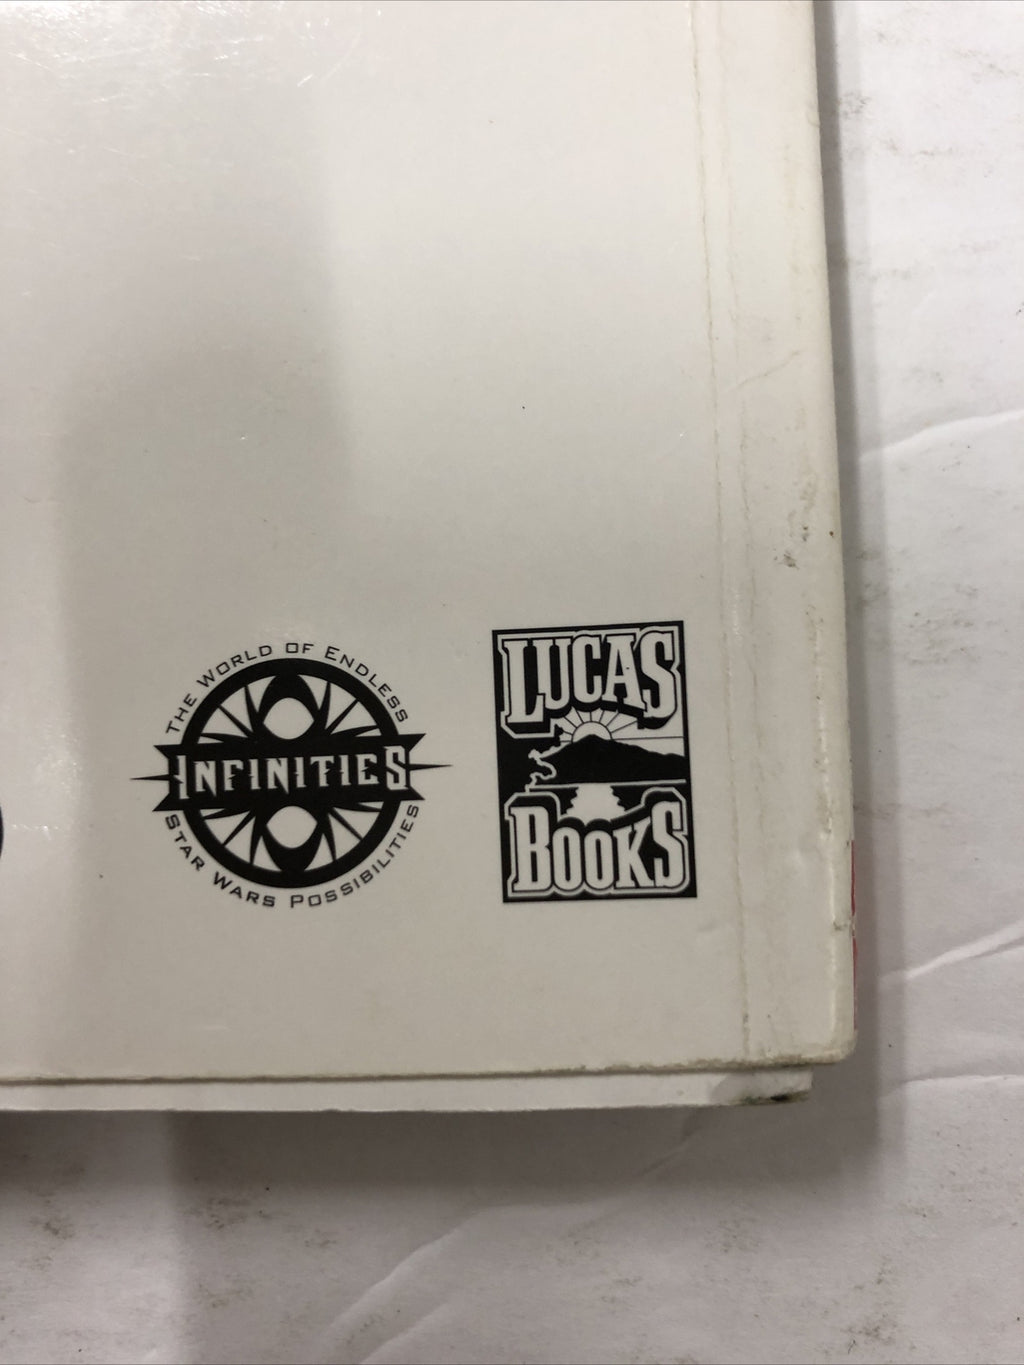 THE WORLD OF ENDLESS
INFINITIES
STAR WARS POSSIBILITIES
LUCAS
BOOKS